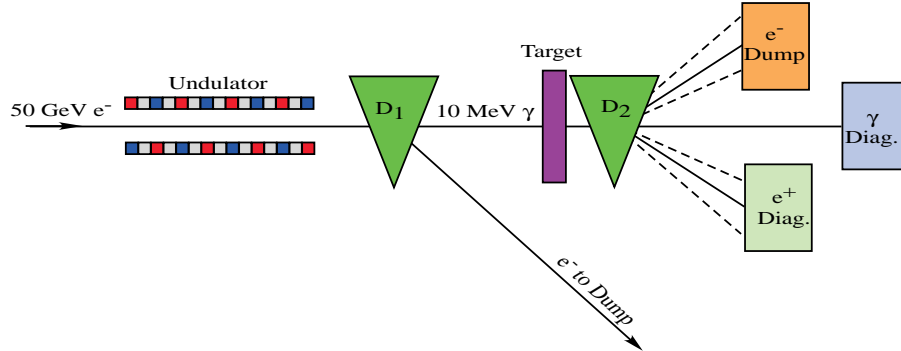 e-
Dump
Target
Undulator
50 GeV e-
D1
10 MeV γ
D2
γ
Diag.
e+
Diag.
e- to Dump